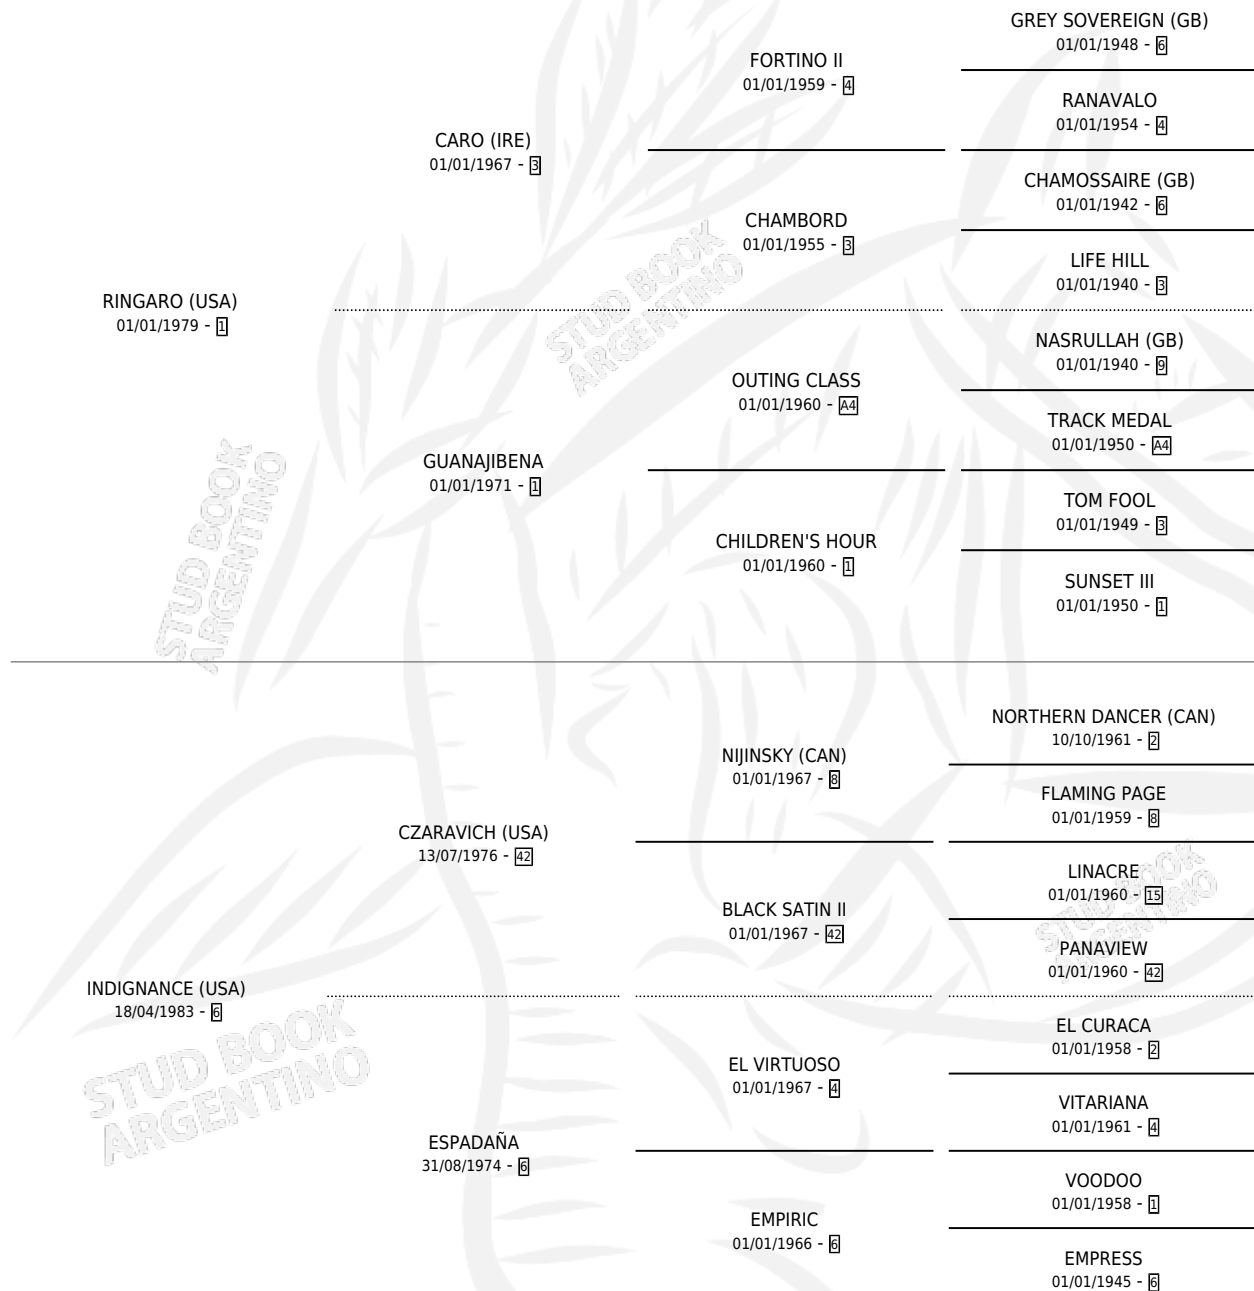 GREY SOVEREIGN (GB)
01/01/1948 - 6
FORTINO II
01/01/1959 - 4
RANAVALO
01/01/1954 - 4
CARO (IRE)
01/01/1967 - 3
CHAMOSSAIRE (GB)
01/01/1942 - 6
CHAMBORD
01/01/1955 - 3
LIFE HILL
01/01/1940 - 3
RINGARO (USA)
01/01/1979 - 1
NASRULLAH (GB)
01/01/1940 - 9
OUTING CLASS
01/01/1960 - A4
TRACK MEDAL
01/01/1950 - A4
GUANAJIBENA
01/01/1971 - 1
TOM FOOL
01/01/1949 - 3
CHILDREN'S HOUR
01/01/1960 - 1
SUNSET III
01/01/1950 - 1
STUD BOOK
ARGENTINO
STUD BOOK
ARGENTINO
NORTHERN DANCER (CAN)
10/10/1961 - 2
NIJINSKY (CAN)
01/01/1967 - 8
FLAMING PAGE
01/01/1959 - 8
CZARAVICH (USA)
13/07/1976 - 42
LINACRE
01/01/1960 - 15
BLACK SATIN II
01/01/1967 - 42
PANAVIEW
01/01/1960 - 42
INDIGNANCE (USA)
18/04/1983 - 6
EL CURACA
01/01/1958 - 2
EL VIRTUOSO
01/01/1967 - 4
VITARIANA
01/01/1961 - 4
ESPADAÑA
31/08/1974 - 6
VOODOO
01/01/1958 - 1
EMPIRIC
01/01/1966 - 6
EMPRESS
01/01/1945 - 6
STUD BOOK
ARGENTINO
STUD BOOK
ARGENTINO